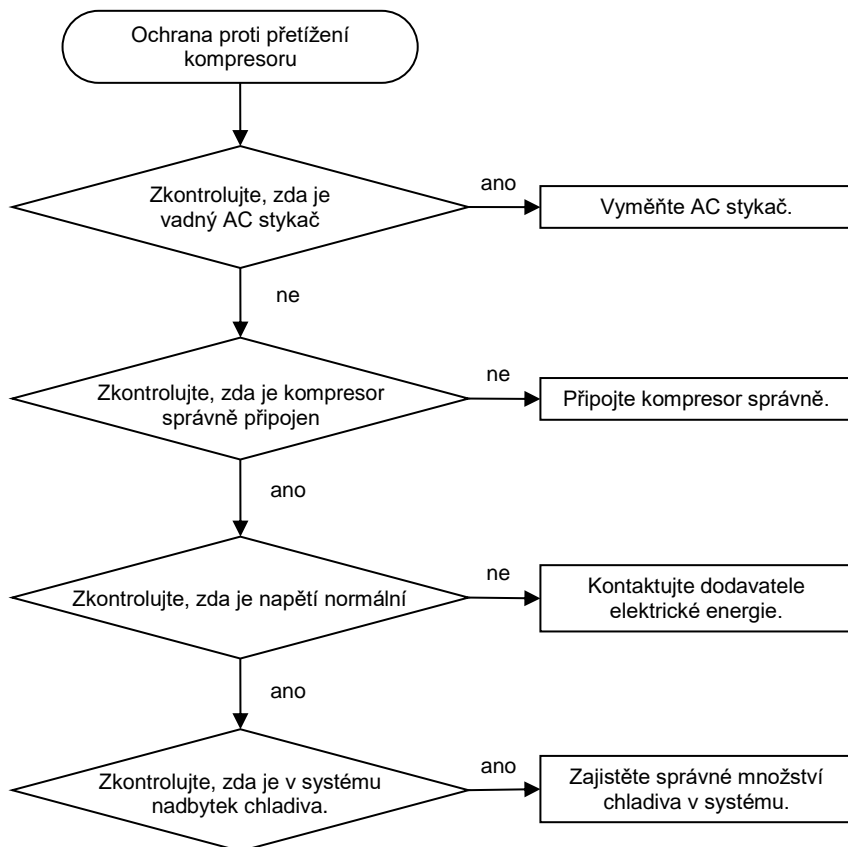 Ochrana proti přetížení
kompresoru
Zkontrolujte, zda je
vadný AC stykač
ano
Vyměňte AC stykač.
ne
Zkontrolujte, zda je kompresor
správně připojen
ne
Připojte kompresor správně.
ano
Zkontrolujte, zda je napětí normální
ne
Kontaktujte dodavatele
elektrické energie.
ano
Zkontrolujte, zda je v systému
nadbytek chladiva.
ano
Zajistěte správné množství
chladiva v systému.